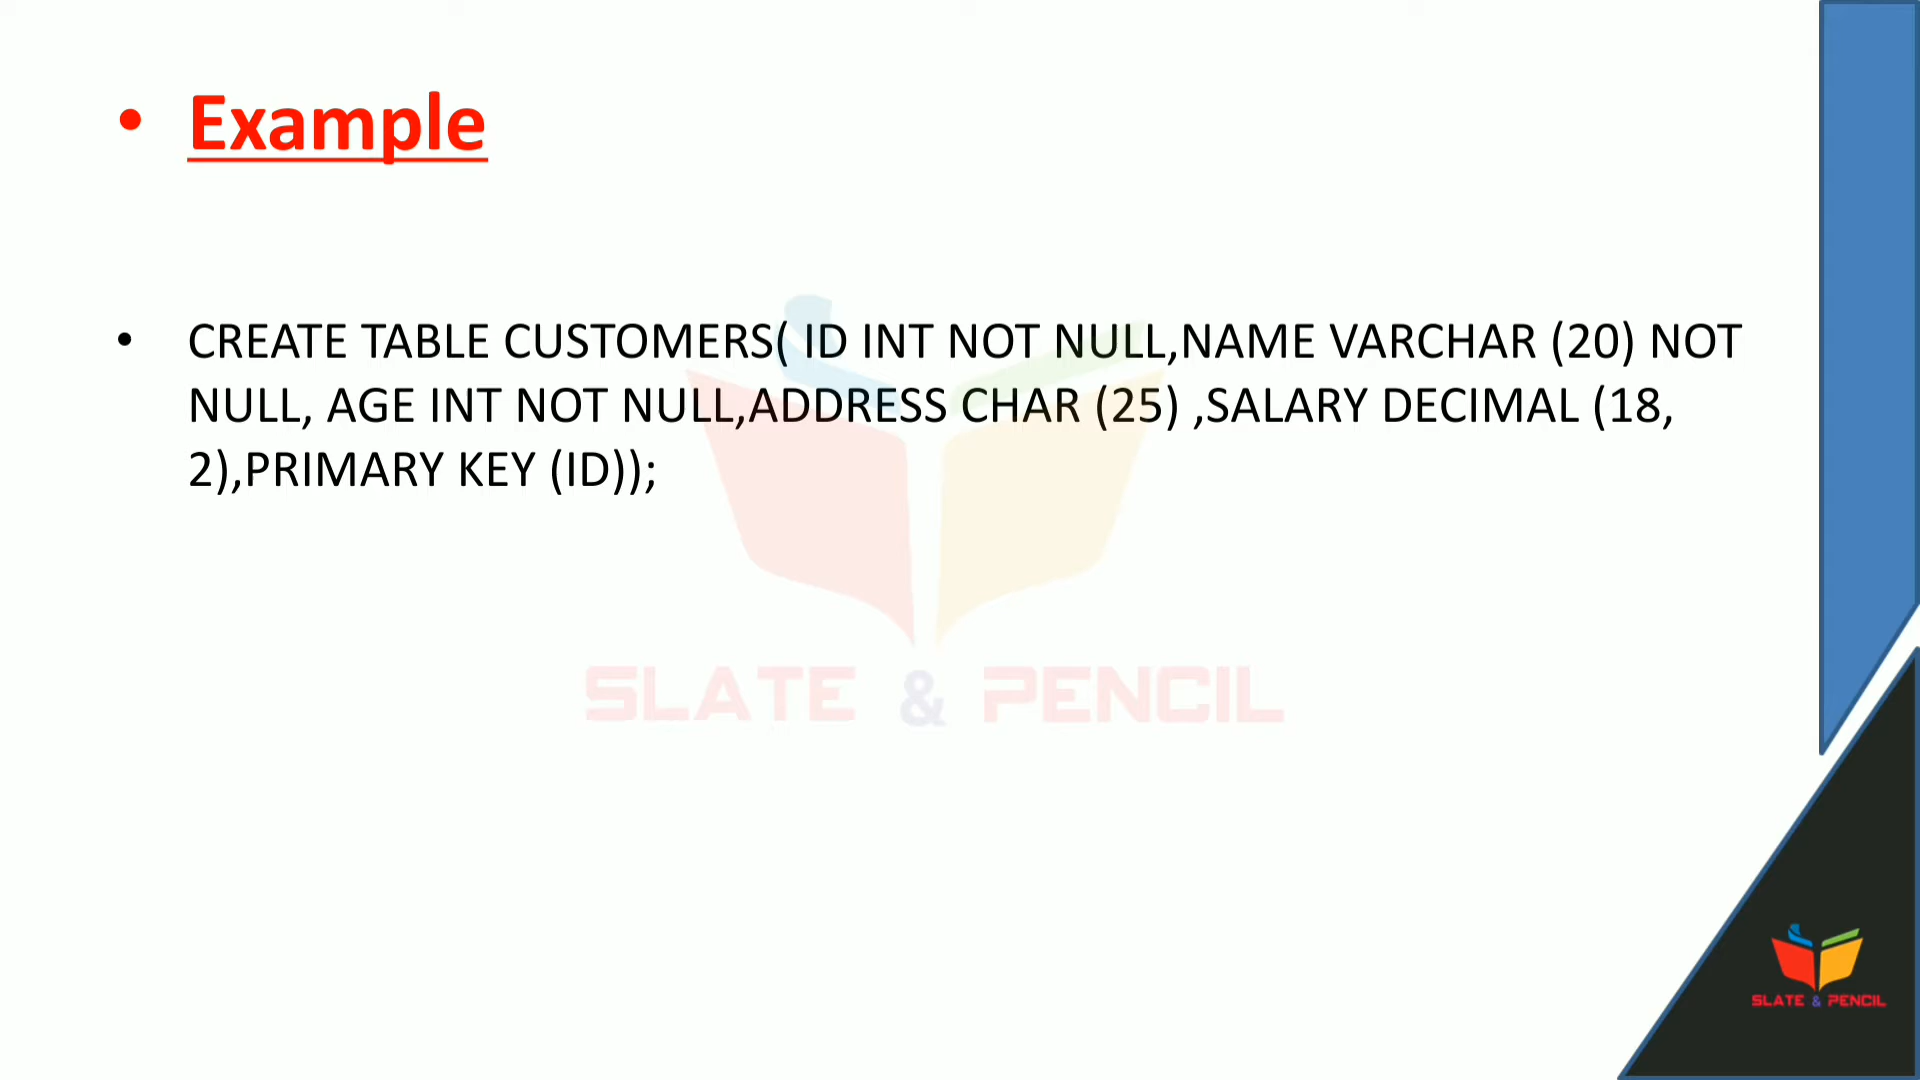 • Example
• CREATE TABLE CUSTOMERS( ID INT NOT NULL,NAME VARCHAR (20) NOT
NULL, AGE INT NOT NULL,ADDRESS CHAR (25) ,SALARY DECIMAL (18,
2),PRIMARY KEY (ID));
SLATE & PENCIL
SLATE & PENCIL